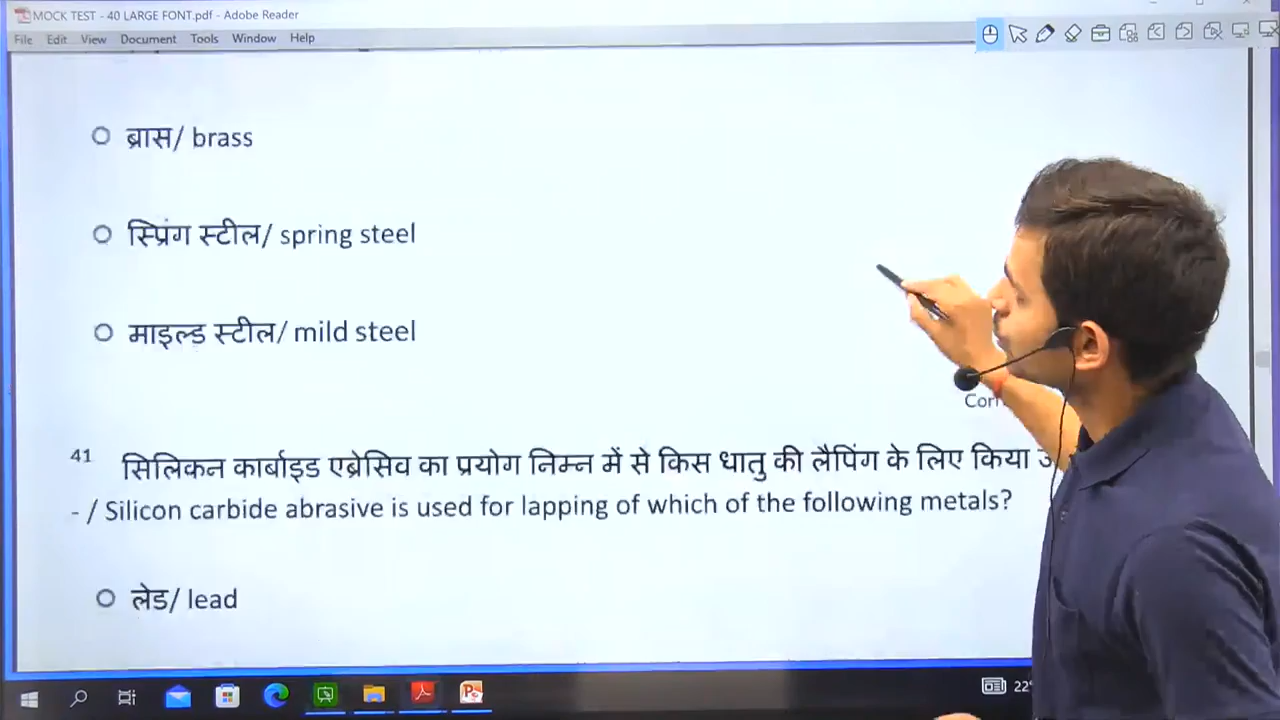 MOCK TEST - 40 LARGE FONT.pdf - Adobe Reader
File Edit View Document Tools Window Help
ब्रास/ brass
स्प्रिंग स्टील/ spring steel
माइल्ड स्टील/ mild steel
41 सिलिकन कार्बाइड एब्रेसिव का प्रयोग निम्न में से किस धातु की लैपिंग के लिए किया
- / Silicon carbide abrasive is used for lapping of which of the following metals?
लेड/ lead
22°